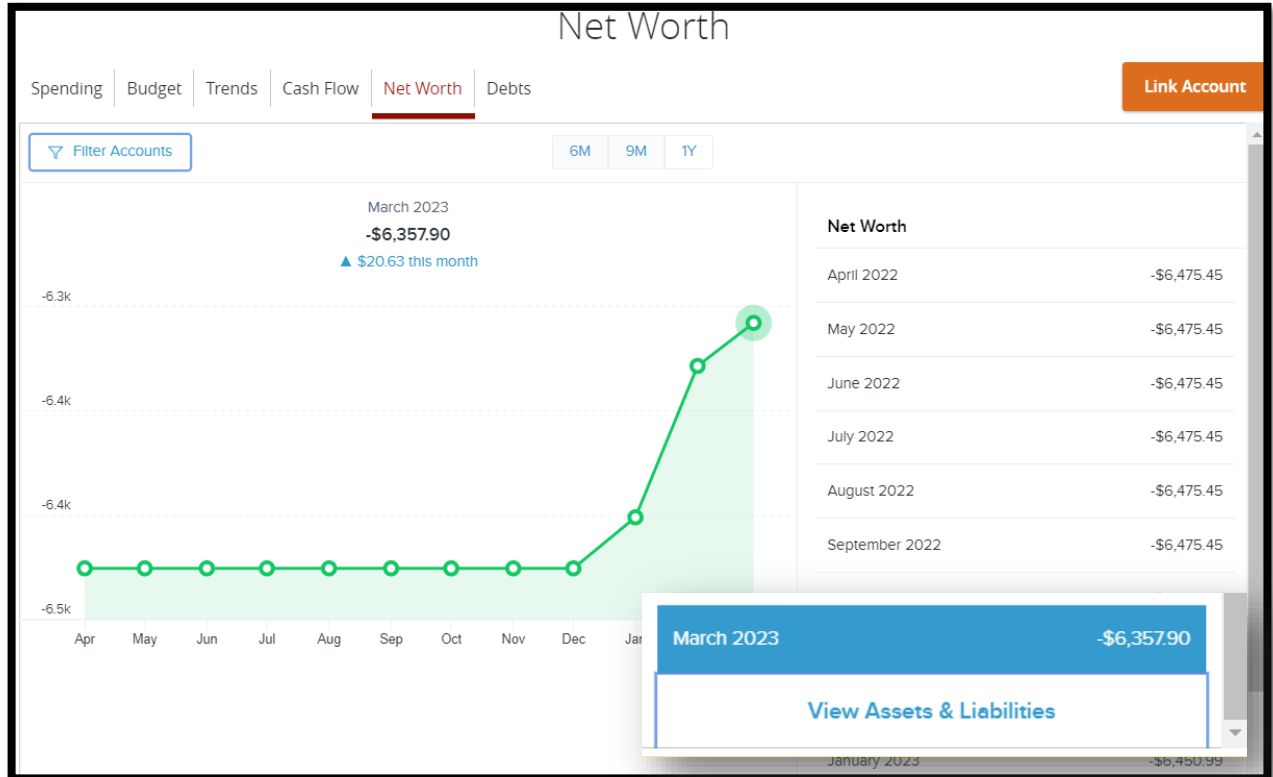 Net Worth
Spending Budget Trends Cash Flow Net Worth Debts
Link Account
Filter Accounts
6M 9M 1Y
March 2023
-$6,357.90
▲ $20.63 this month
-6.3k
-6.4k
-6.4k
-6.5k
Apr May Jun Jul Aug Sep Oct Nov Dec
Net Worth
April 2022 -$6,475.45
May 2022 -$6,475.45
June 2022 -$6,475.45
July 2022 -$6,475.45
August 2022 -$6,475.45
September 2022 -$6,475.45
March 2023 -$6,357.90
View Assets & Liabilities
January 2023 -$6,450.99